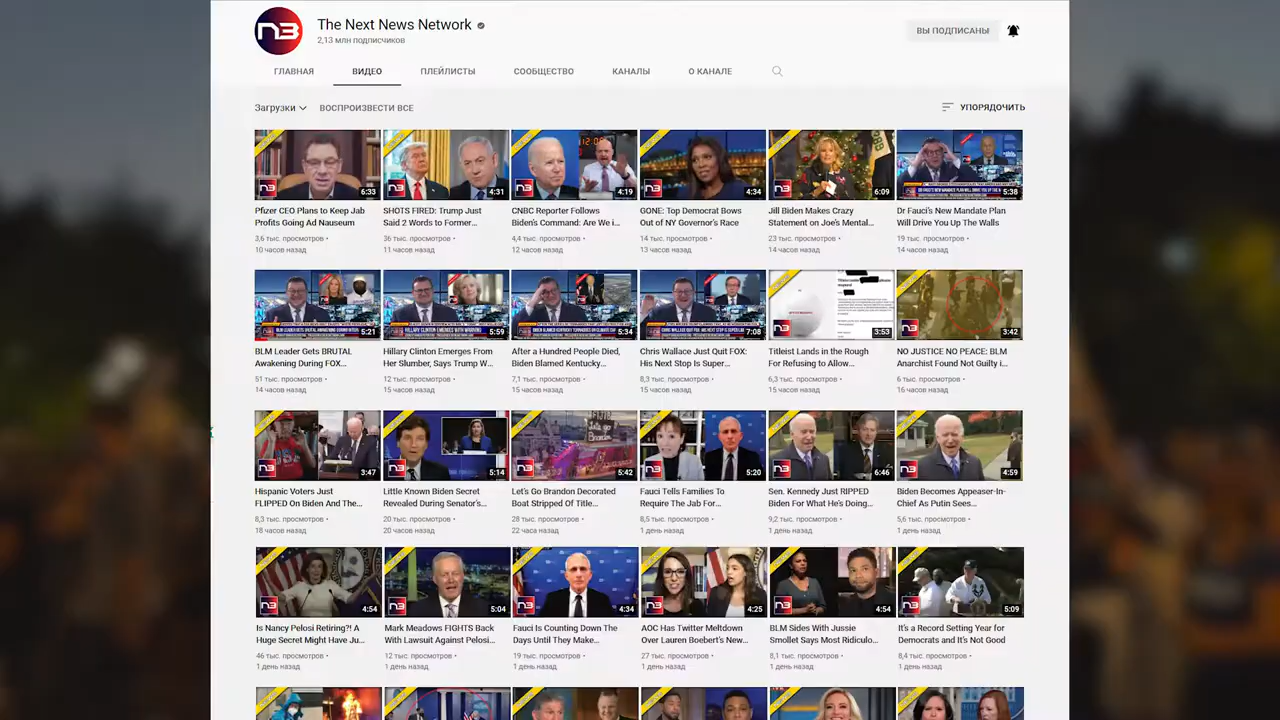 The Next News Network
2,13 млн подписчиков
ВЫ ПОДПИСАНЫ
ГЛАВНАЯ ВИДЕО ПЛЕЙЛИСТЫ СООБЩЕСТВО КАНАЛЫ О КАНАЛЕ
Загрузки ВОСПРОИЗВЕСТИ ВСЕ УПОРЯДОЧИТЬ
6:33 4:31 4:19 4:34 6:09 5:38
Pfizer CEO Plans to Keep Jab SHOTS FIRED: Trump Just CNBC Reporter Follows GONE: Top Democrat Bows Jill Biden Makes Crazy Dr Fauci's New Mandate Plan
Profits Going Ad Nauseum Said 2 Words to Former... Biden's Command: Are We i... Out of NY Governor's Race Statement on Joe's Mental... Will Drive You Up The Walls
3,6 тыс. просмотров • 36 тыс. просмотров • 4,4 тыс. просмотров • 14 тыс. просмотров • 23 тыс. просмотров • 19 тыс. просмотров •
10 часов назад 11 часов назад 12 часов назад 13 часов назад 14 часов назад 14 часов назад
5:21 5:59 5:34 7:08 3:53 3:42
BLM Leader Gets BRUTAL Hillary Clinton Emerges From After a Hundred People Died, Chris Wallace Just Quit FOX: Titleist Lands in the Rough NO JUSTICE NO PEACE: BLM
Awakening During FOX... Her Slumber, Says Trump W... Biden Blamed Kentucky... His Next Stop Is Super... For Refusing to Allow... Anarchist Found Not Guilty i...
51 тыс. просмотров • 12 тыс. просмотров • 7,1 тыс. просмотров • 8,3 тыс. просмотров • 6,3 тыс. просмотров • 6 тыс. просмотров •
14 часов назад 15 часов назад 15 часов назад 15 часов назад 15 часов назад 16 часов назад
3:47 5:14 5:42 5:20 6:46 4:59
Hispanic Voters Just Little Known Biden Secret Let's Go Brandon Decorated Fauci Tells Families To Sen. Kennedy Just RIPPED Biden Becomes Appeaser-In-
FLIPPED On Biden And The... Revealed During Senator's... Boat Stripped Of Title... Require The Jab For... Biden For What He's Doing... Chief As Putin Sees...
8,3 тыс. просмотров • 20 тыс. просмотров • 28 тыс. просмотров • 8,5 тыс. просмотров • 9,2 тыс. просмотров • 5,6 тыс. просмотров •
18 часов назад 20 часов назад 22 часа назад 1 день назад 1 день назад 1 день назад
4:54 5:04 4:34 4:25 4:54 5:09
Is Nancy Pelosi Retiring?! A Mark Meadows FIGHTS Back Fauci Is Counting Down The AOC Has Twitter Meltdown BLM Sides With Jussie It's a Record Setting Year for
Huge Secret Might Have Ju... With Lawsuit Against Pelosi... Days Until They Make... Over Lauren Boebert's New... Smollet Says Most Ridiculo... Democrats and It's Not Good
46 тыс. просмотров • 12 тыс. просмотров • 19 тыс. просмотров • 27 тыс. просмотров • 8,1 тыс. просмотров • 8,4 тыс. просмотров •
1 день назад 1 день назад 1 день назад 1 день назад 1 день назад 1 день назад